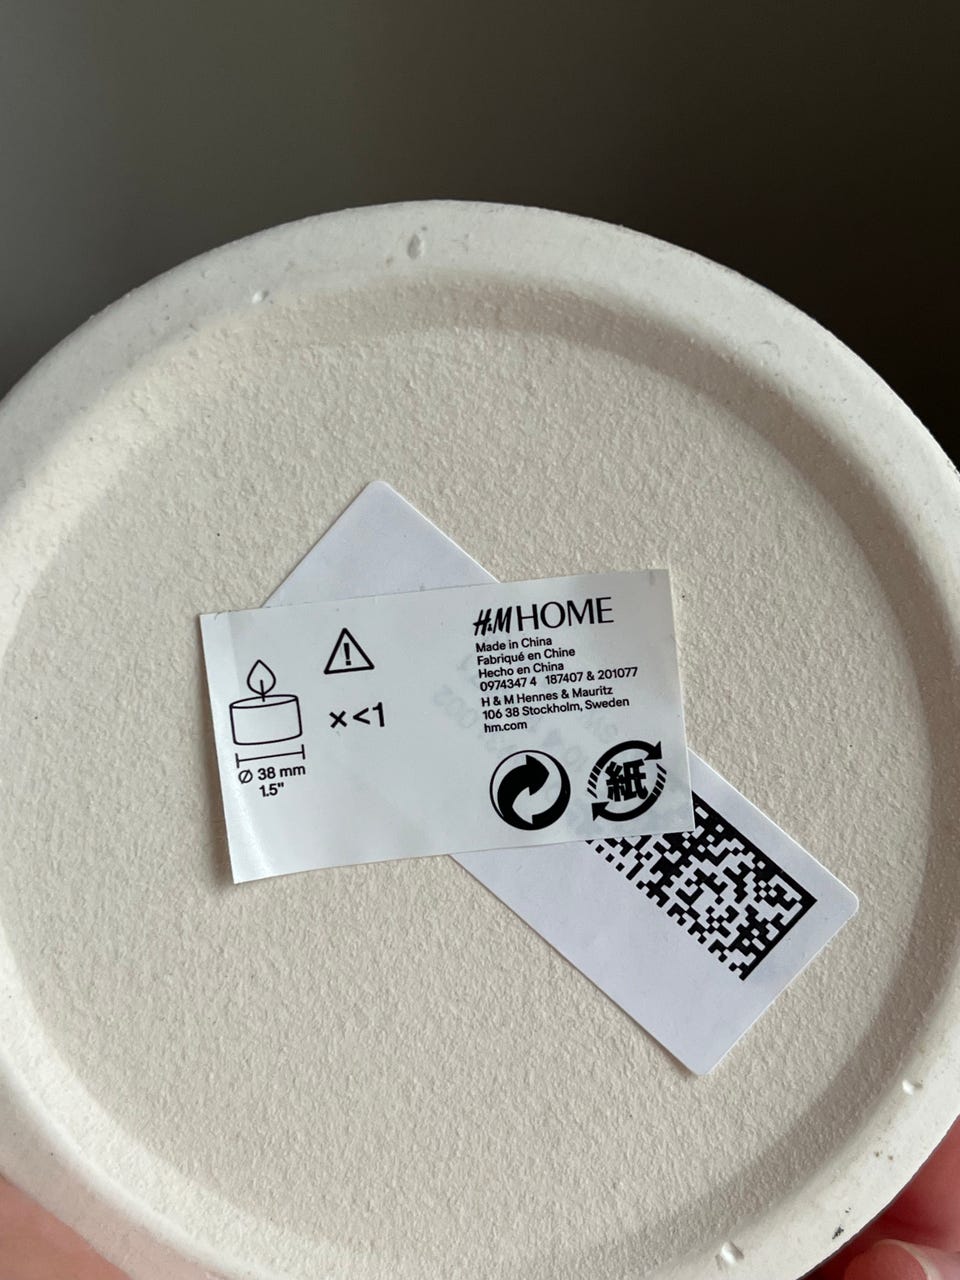 H&M HOME
Made in China
Fabriqué en Chine
Hecho en China
0974347 4 187407 & 201077
H & M Hennes & Mauritz
106 38 Stockholm, Sweden
hm.com
×<1
Ø 38 mm
1.5"
紙